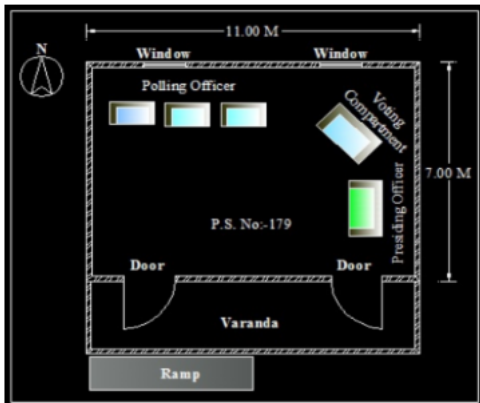 11.00 M
N
Window
Window
Polling Officer
Voting
Compartment
7.00 M
Presiding Officer
P.S. No:-179
Door
Door
Varanda
Ramp